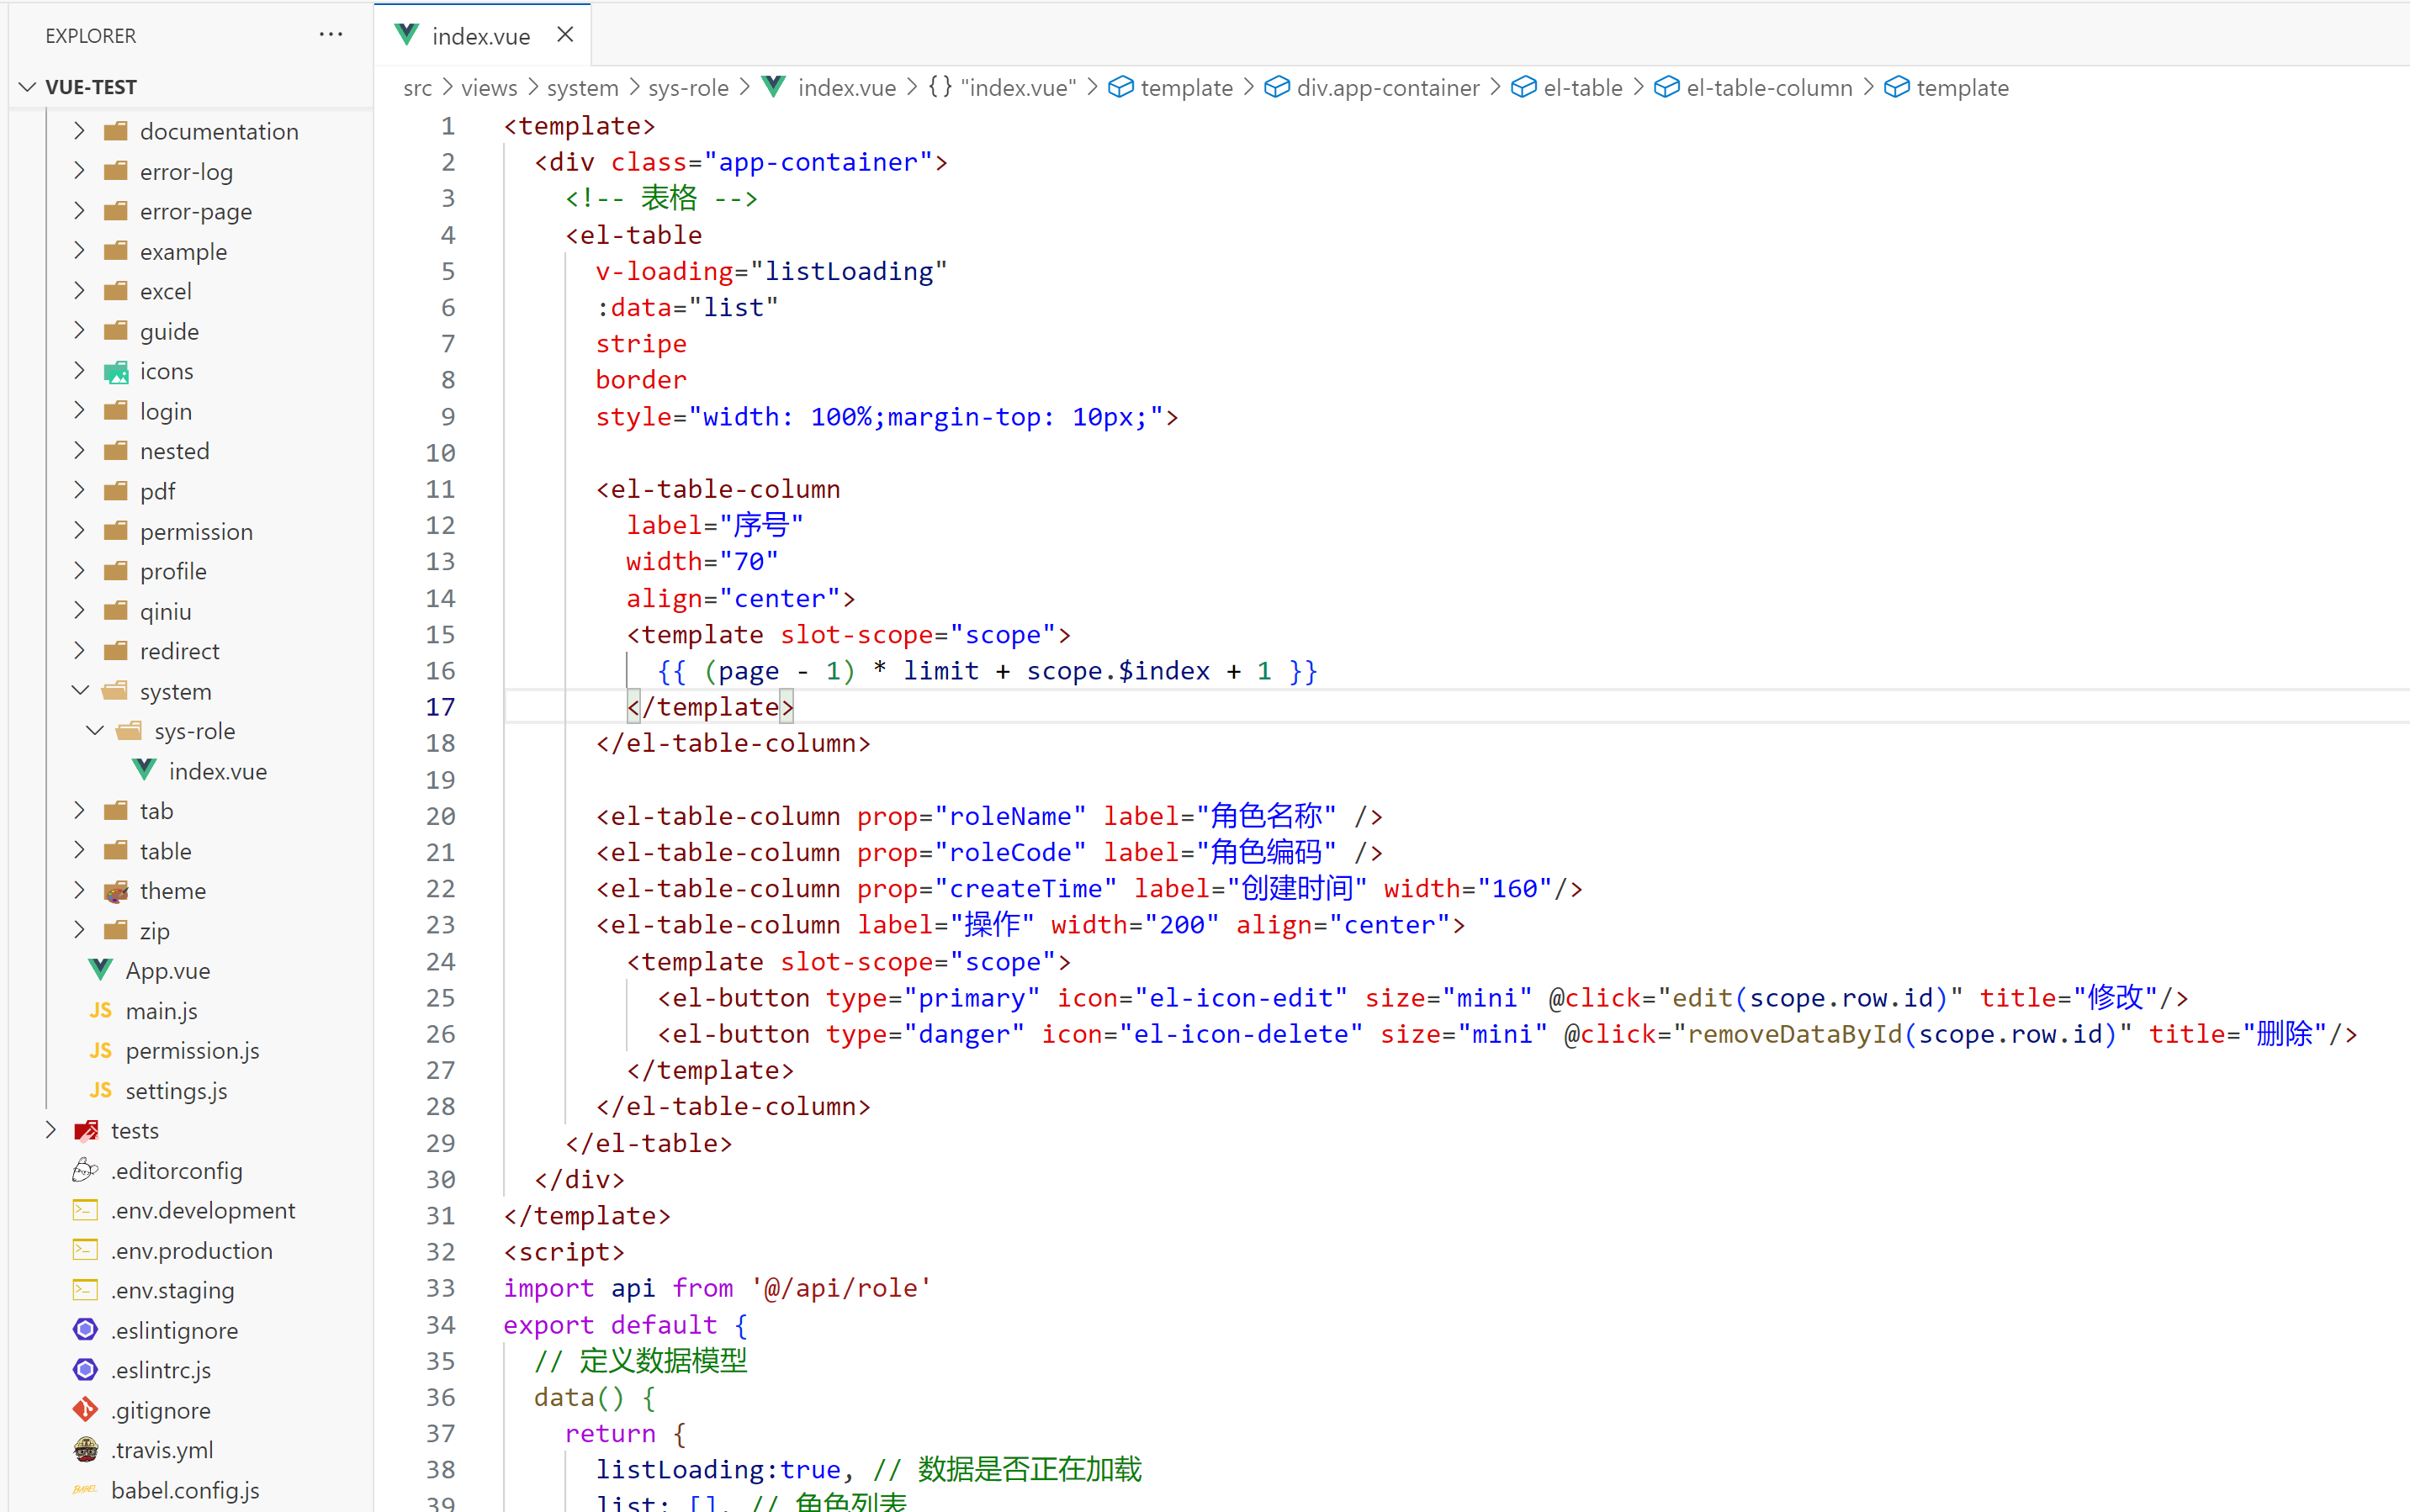 EXPLORER ···
VUE-TEST
documentation
error-log
error-page
example
excel
guide
icons
login
nested
pdf
permission
profile
qiniu
redirect
system
sys-role
index.vue
tab
table
theme
zip
App.vue
JS main.js
JS permission.js
JS settings.js
tests
.editorconfig
.env.development
.env.production
.env.staging
.eslintignore
.eslintrc.js
.gitignore
.travis.yml
BABEL babel.config.js
index.vue
src > views > system > sys-role > index.vue > {} "index.vue" > template > div.app-container > el-table > el-table-column > template
1 <template>
2 <div class="app-container">
3 <!-- 表格 -->
4 <el-table
5 v-loading="listLoading"
6 :data="list"
7 stripe
8 border
9 style="width: 100%;margin-top: 10px;">
10
11 <el-table-column
12 label="序号"
13 width="70"
14 align="center">
15 <template slot-scope="scope">
16 {{ (page - 1) * limit + scope.$index + 1 }}
17 </template>
18 </el-table-column>
19
20 <el-table-column prop="roleName" label="角色名称" />
21 <el-table-column prop="roleCode" label="角色编码" />
22 <el-table-column prop="createTime" label="创建时间" width="160"/>
23 <el-table-column label="操作" width="200" align="center">
24 <template slot-scope="scope">
25 <el-button type="primary" icon="el-icon-edit" size="mini" @click="edit(scope.row.id)" title="修改"/>
26 <el-button type="danger" icon="el-icon-delete" size="mini" @click="removeDataById(scope.row.id)" title="删除"/>
27 </template>
28 </el-table-column>
29 </el-table>
30 </div>
31 </template>
32 <script>
33 import api from '@/api/role'
34 export default {
35 // 定义数据模型
36 data() {
37 return {
38 listLoading:true, // 数据是否正在加载
39 list: [], // 角色列表